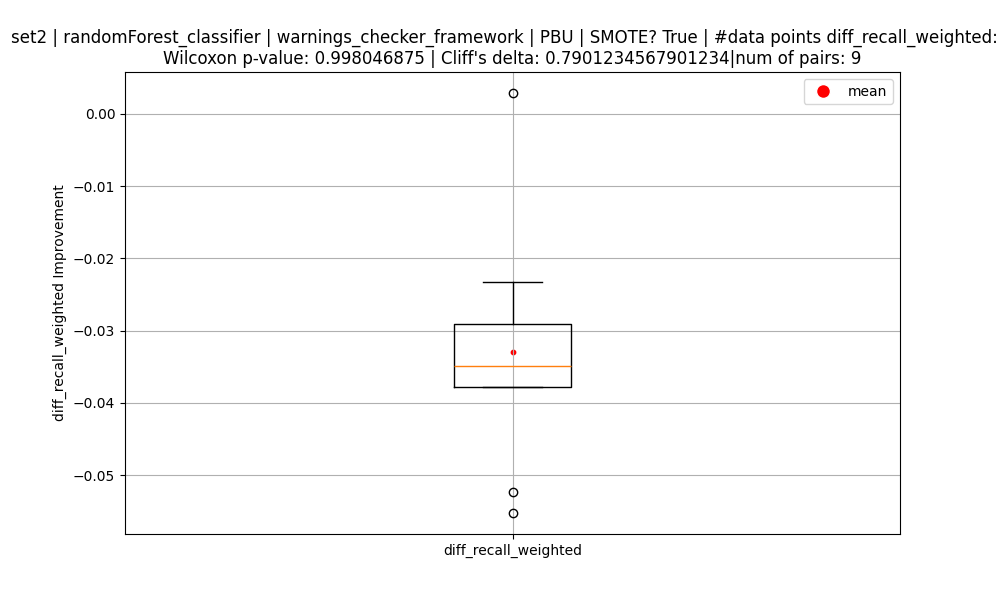 set2 | randomForest_classifier | warnings_checker_framework | PBU | SMOTE? True | #data points diff_recall_weighted:
Wilcoxon p-value: 0.998046875 | Cliff's delta: 0.7901234567901234|num of pairs: 9
mean
0.00
−0.01
−0.02
−0.03
−0.04
−0.05
diff_recall_weighted Improvement
diff_recall_weighted